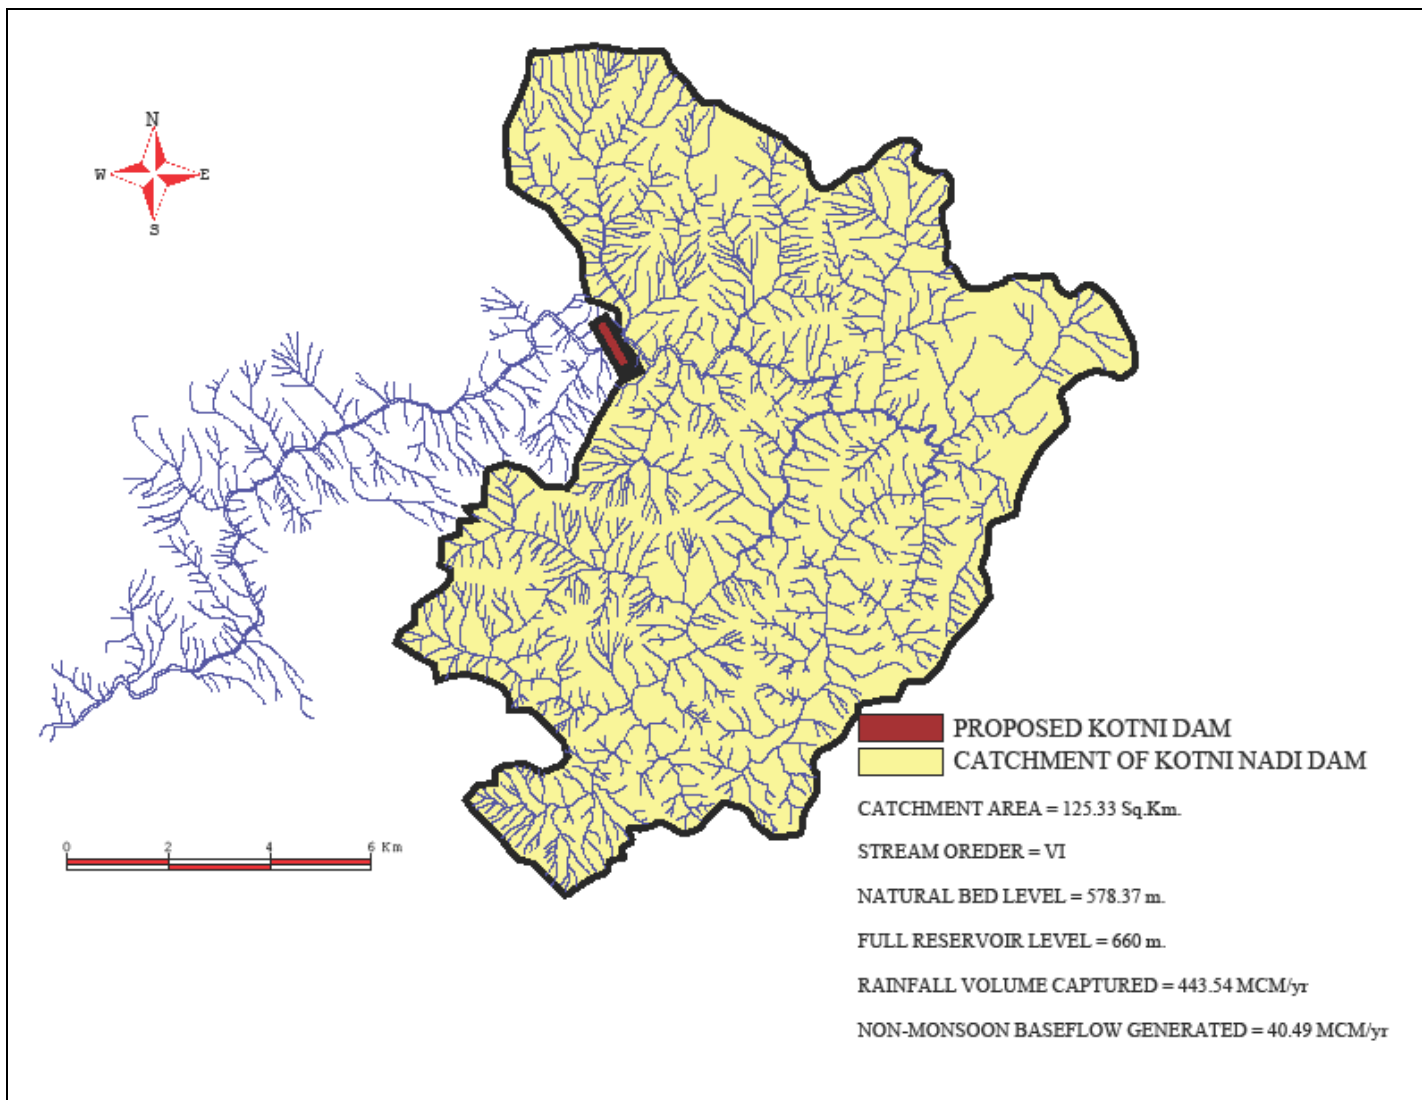 N
W E
S
PROPOSED KOTNI DAM
CATCHMENT OF KOTNI NADI DAM
CATCHMENT AREA = 125.33 Sq.Km.
STREAM OREDER = VI
0 2 4 6 Km
NATURAL BED LEVEL = 578.37 m.
FULL RESERVOIR LEVEL = 660 m.
RAINFALL VOLUME CAPTURED = 443.54 MCM/yr
NON-MONSOON BASEFLOW GENERATED = 40.49 MCM/yr